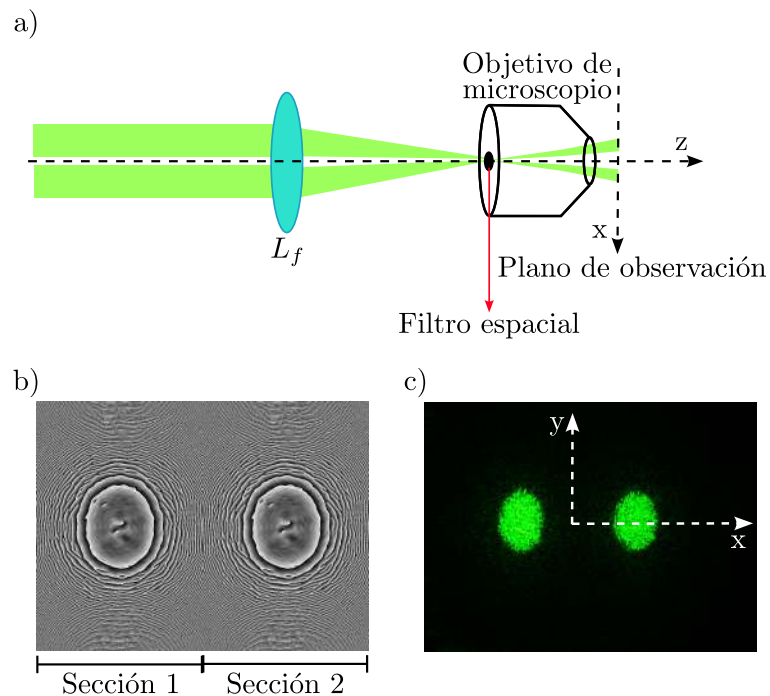 a)
Objetivo de
microscopio
z
x
L_f
Plano de observación
Filtro espacial
b)
c)
y
x
Sección 1
Sección 2